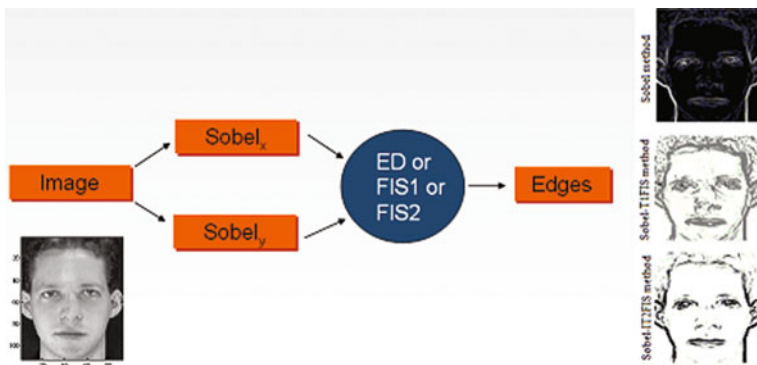 Image
Sobelx
Sobely
ED or
FIS1 or
FIS2
Edges
Sobel method
Sobel-T1FIS method
Sobel-IT2FIS method